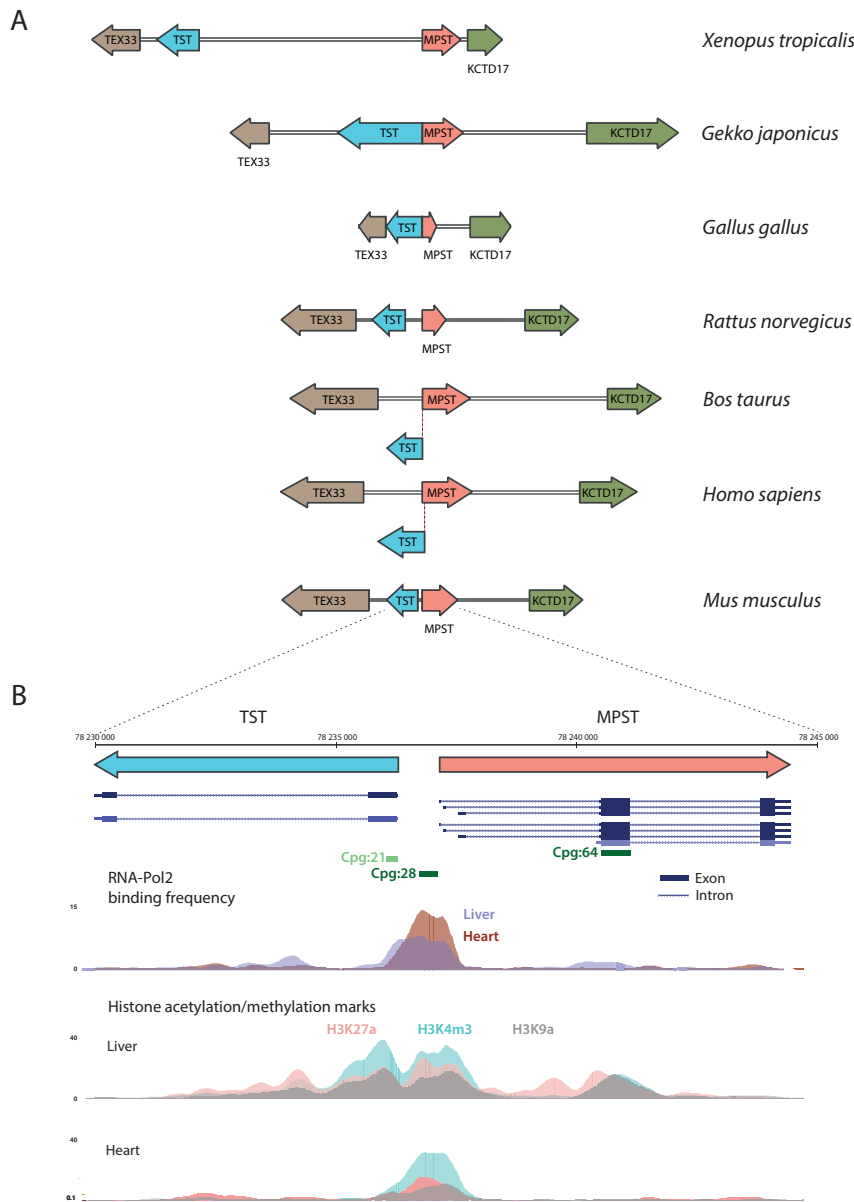 A
TEX33 TST MPST KCTD17 Xenopus tropicalis
TEX33 TST MPST KCTD17 Gekko japonicus
TEX33 TST MPST KCTD17 Gallus gallus
TEX33 TST MPST KCTD17 Rattus norvegicus
TEX33 MPST KCTD17 Bos taurus
TST
TEX33 MPST KCTD17 Homo sapiens
TST
TEX33 TST MPST KCTD17 Mus musculus
B
TST MPST
78 230 000 78 235 000 78 240 000 78 245 000
Cpg:21 Cpg:64
Cpg:28
RNA-Pol2
binding frequency
Exon
Intron
15
Liver
Heart
0
Histone acetylation/methylation marks
H3K27a H3K4m3 H3K9a
40
Liver
0
40
Heart
0.1